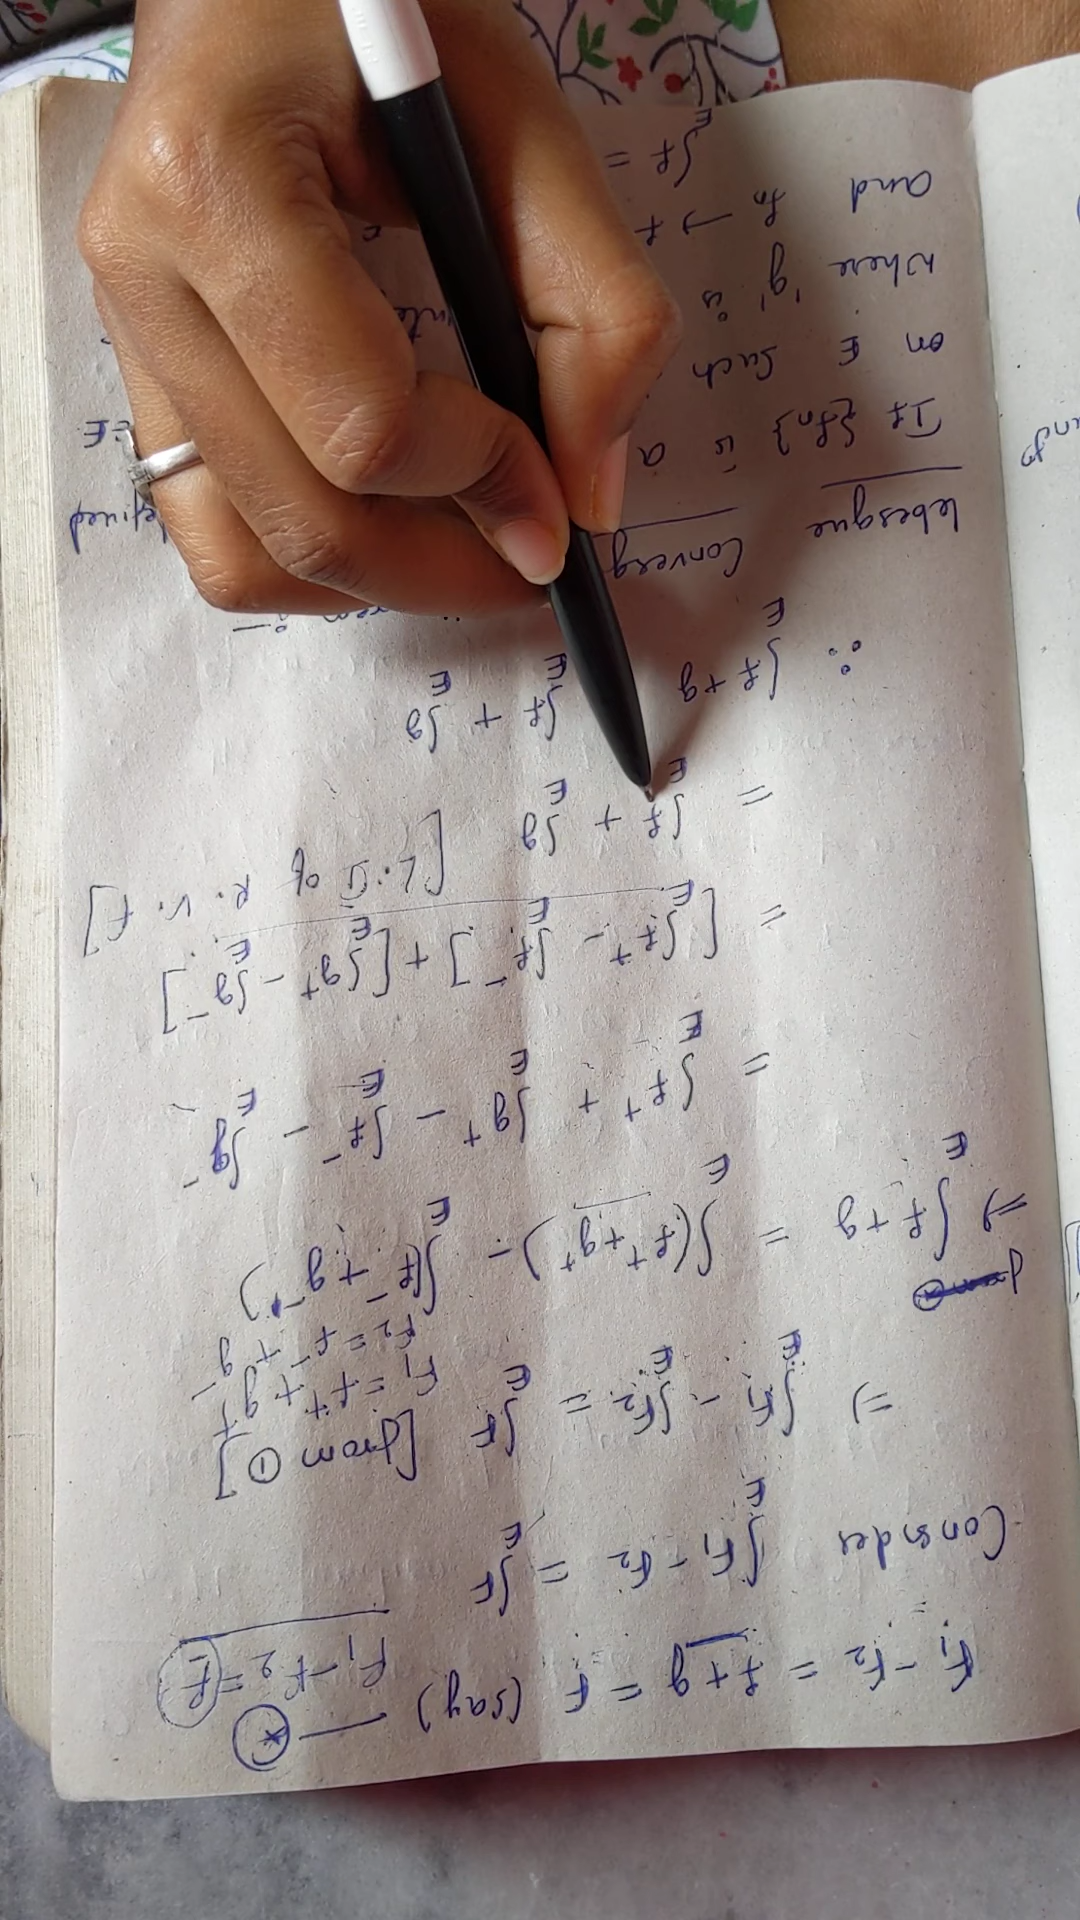 F₁ - F₂ = f + g = F (say) — (*)
F₁ - F₂ = F
Consider ∫_E F₁ - F₂ = ∫_E F
⇒ ∫_E F₁ - ∫_E F₂ = ∫_E F [from ①]
F₁ = f⁺ + g⁺
F₂ = f⁻ + g⁻
⇒ ∫_E f + g = ∫_E (f⁺ + g⁺) - ∫_E (f⁻ + g⁻)
= ∫_E f⁺ + ∫_E g⁺ - ∫_E f⁻ - ∫_E g⁻
= [∫_E f⁺ - ∫_E f⁻] + [∫_E g⁺ - ∫_E g⁻]
= ∫_E f + ∫_E g [L.I of R.V.F]
∴ ∫_E f + g ∫_E f + ∫_E g
Lebesgue
If {fₙ} is a
on E such
where 'g' is
and fₙ → f
∫_E f =